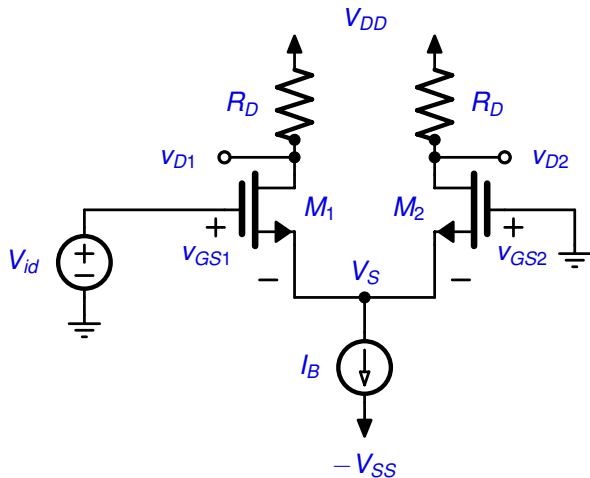 V_DD
R_D R_D
v_D1 v_D2
M_1 M_2
+ +
v_GS1 v_GS2
V_id + −
− V_S −
I_B
−V_SS